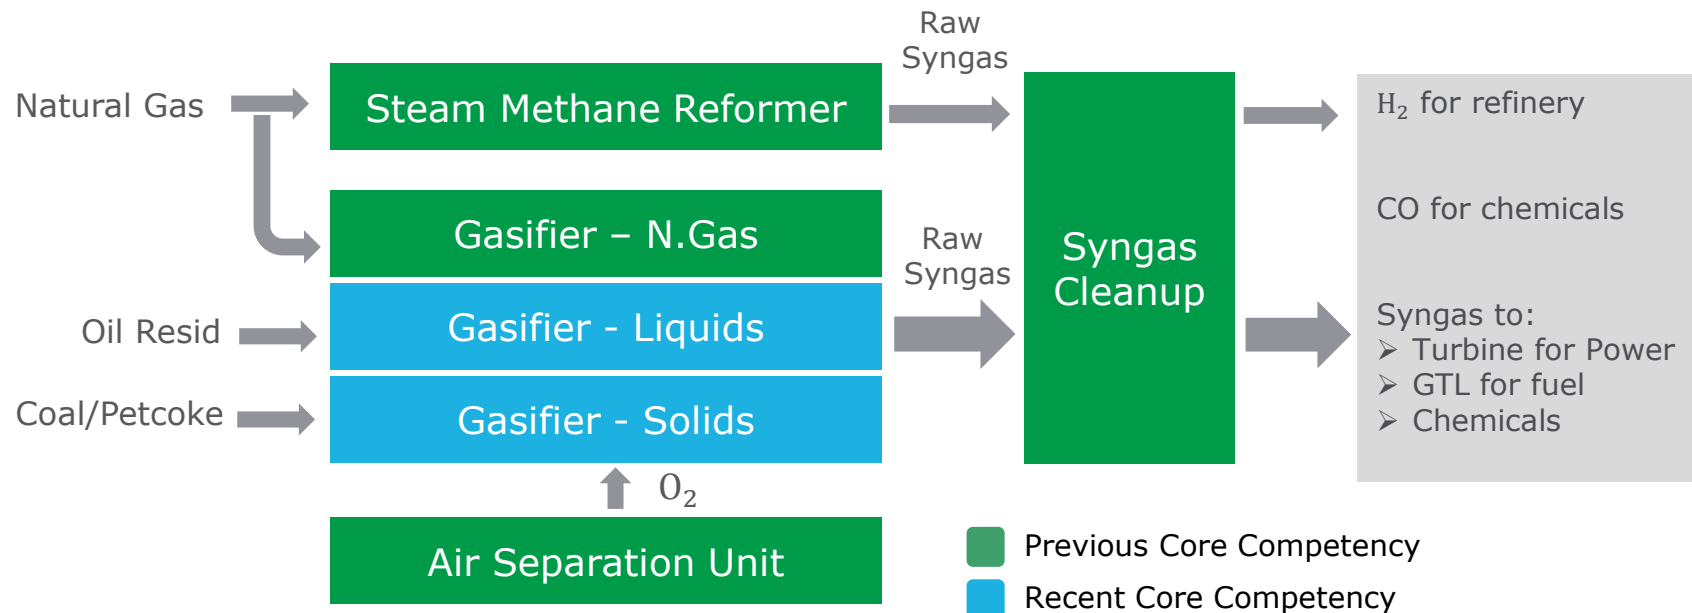 Natural Gas
Steam Methane Reformer
Raw
Syngas
H₂ for refinery
CO for chemicals
Gasifier – N.Gas
Raw
Syngas
Syngas
Cleanup
Oil Resid
Gasifier - Liquids
Syngas to:
➢ Turbine for Power
➢ GTL for fuel
➢ Chemicals
Coal/Petcoke
Gasifier - Solids
O₂
Air Separation Unit
Previous Core Competency
Recent Core Competency